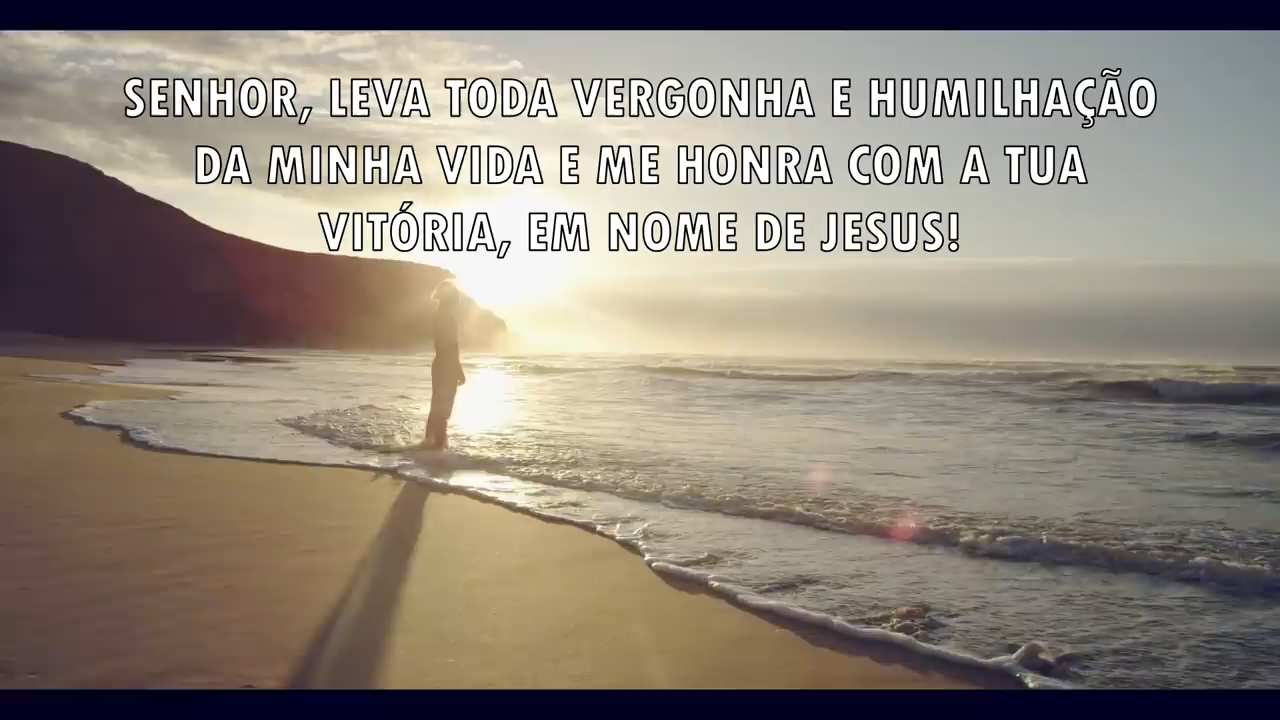 SENHOR, LEVA TODA VERGONHA E HUMILHAÇÃO
DA MINHA VIDA E ME HONRA COM A TUA
VITÓRIA, EM NOME DE JESUS!